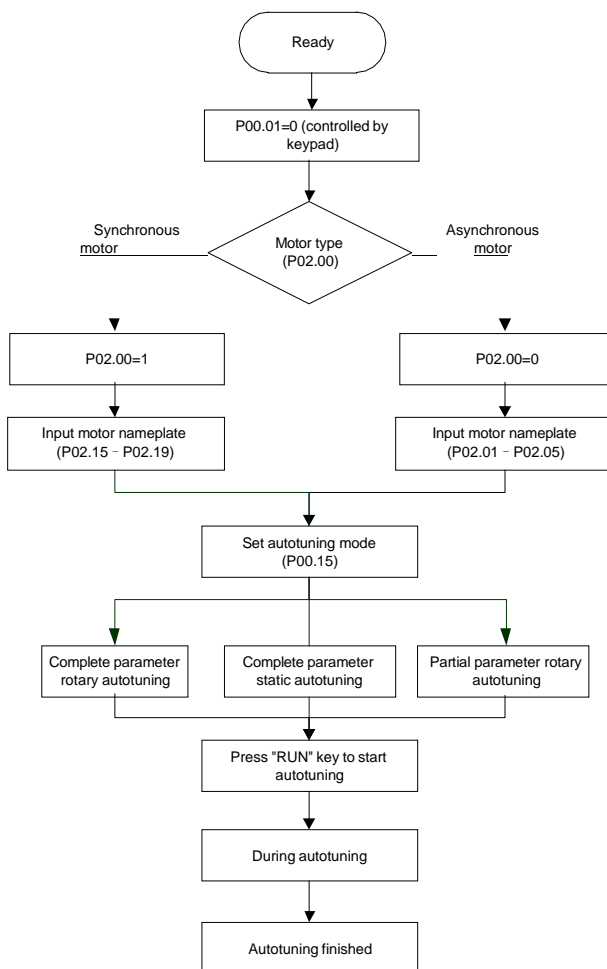 Ready
P00.01=0 (controlled by
keypad)
Synchronous
motor
Motor type
(P02.00)
Asynchronous
motor
P02.00=1
P02.00=0
Input motor nameplate
(P02.15 - P02.19)
Input motor nameplate
(P02.01 - P02.05)
Set autotuning mode
(P00.15)
Complete parameter
rotary autotuning
Complete parameter
static autotuning
Partial parameter rotary
autotuning
Press "RUN" key to start
autotuning
During autotuning
Autotuning finished